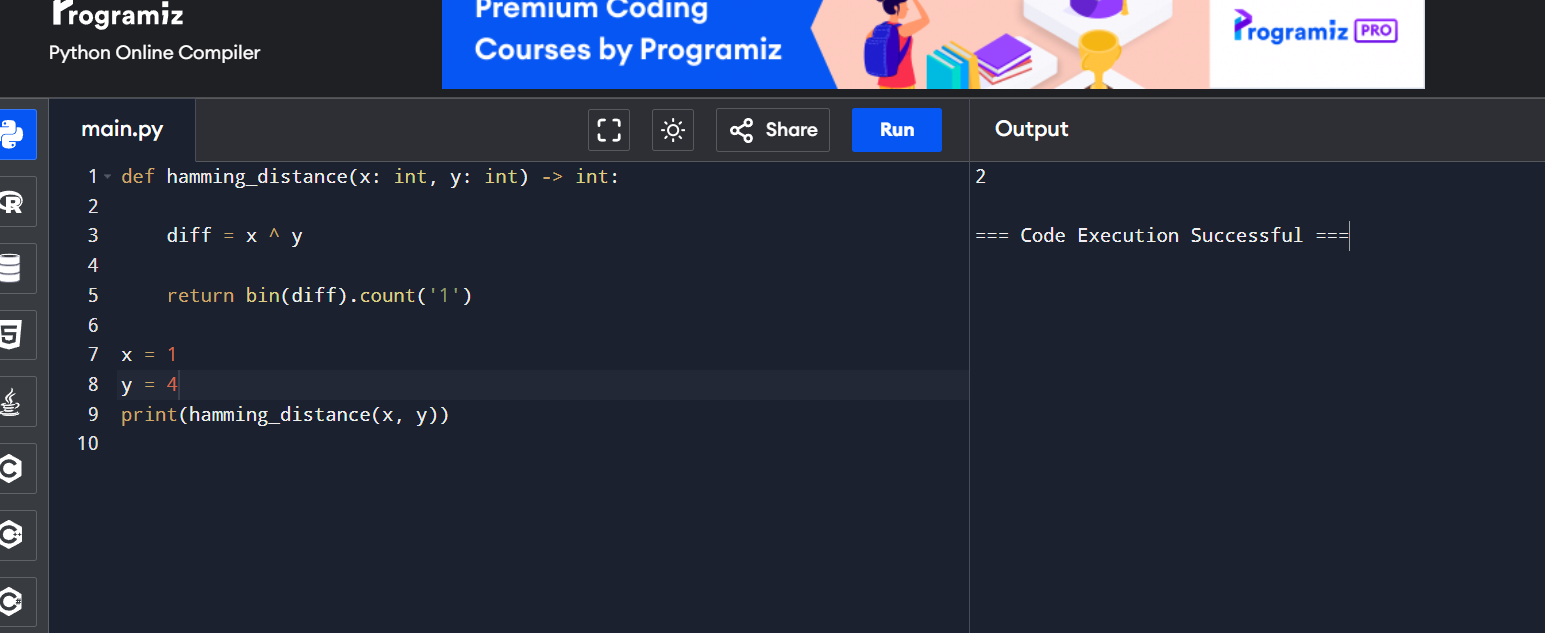 Programiz
Python Online Compiler
Premium Coding
Courses by Programiz
Programiz PRO
main.py
Share
Run
Output
1 def hamming_distance(x: int, y: int) -> int:
2
3     diff = x ^ y
4
5     return bin(diff).count('1')
6
7 x = 1
8 y = 4
9 print(hamming_distance(x, y))
10
2
=== Code Execution Successful ===
R
5
C
C++
C#